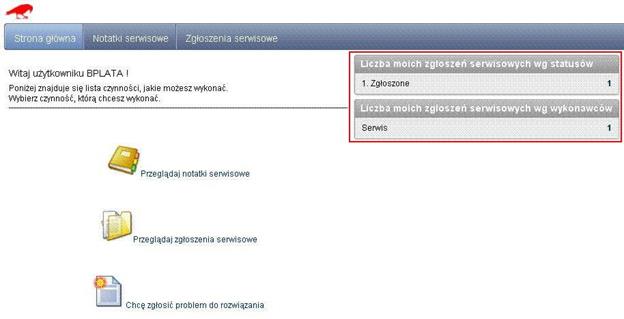 Strona główna
Notatki serwisowe
Zgłoszenia serwisowe
Witaj użytkowniku BPLATA !
Poniżej znajduje się lista czynności, jakie możesz wykonać.
Wybierz czynność, którą chcesz wykonać.
Liczba moich zgłoszeń serwisowych wg statusów
1. Zgłoszone 1
Liczba moich zgłoszeń serwisowych wg wykonawców
Serwis 1
Przeglądaj notatki serwisowe
Przeglądaj zgłoszenia serwisowe
Chcę zgłosić problem do rozwiązania